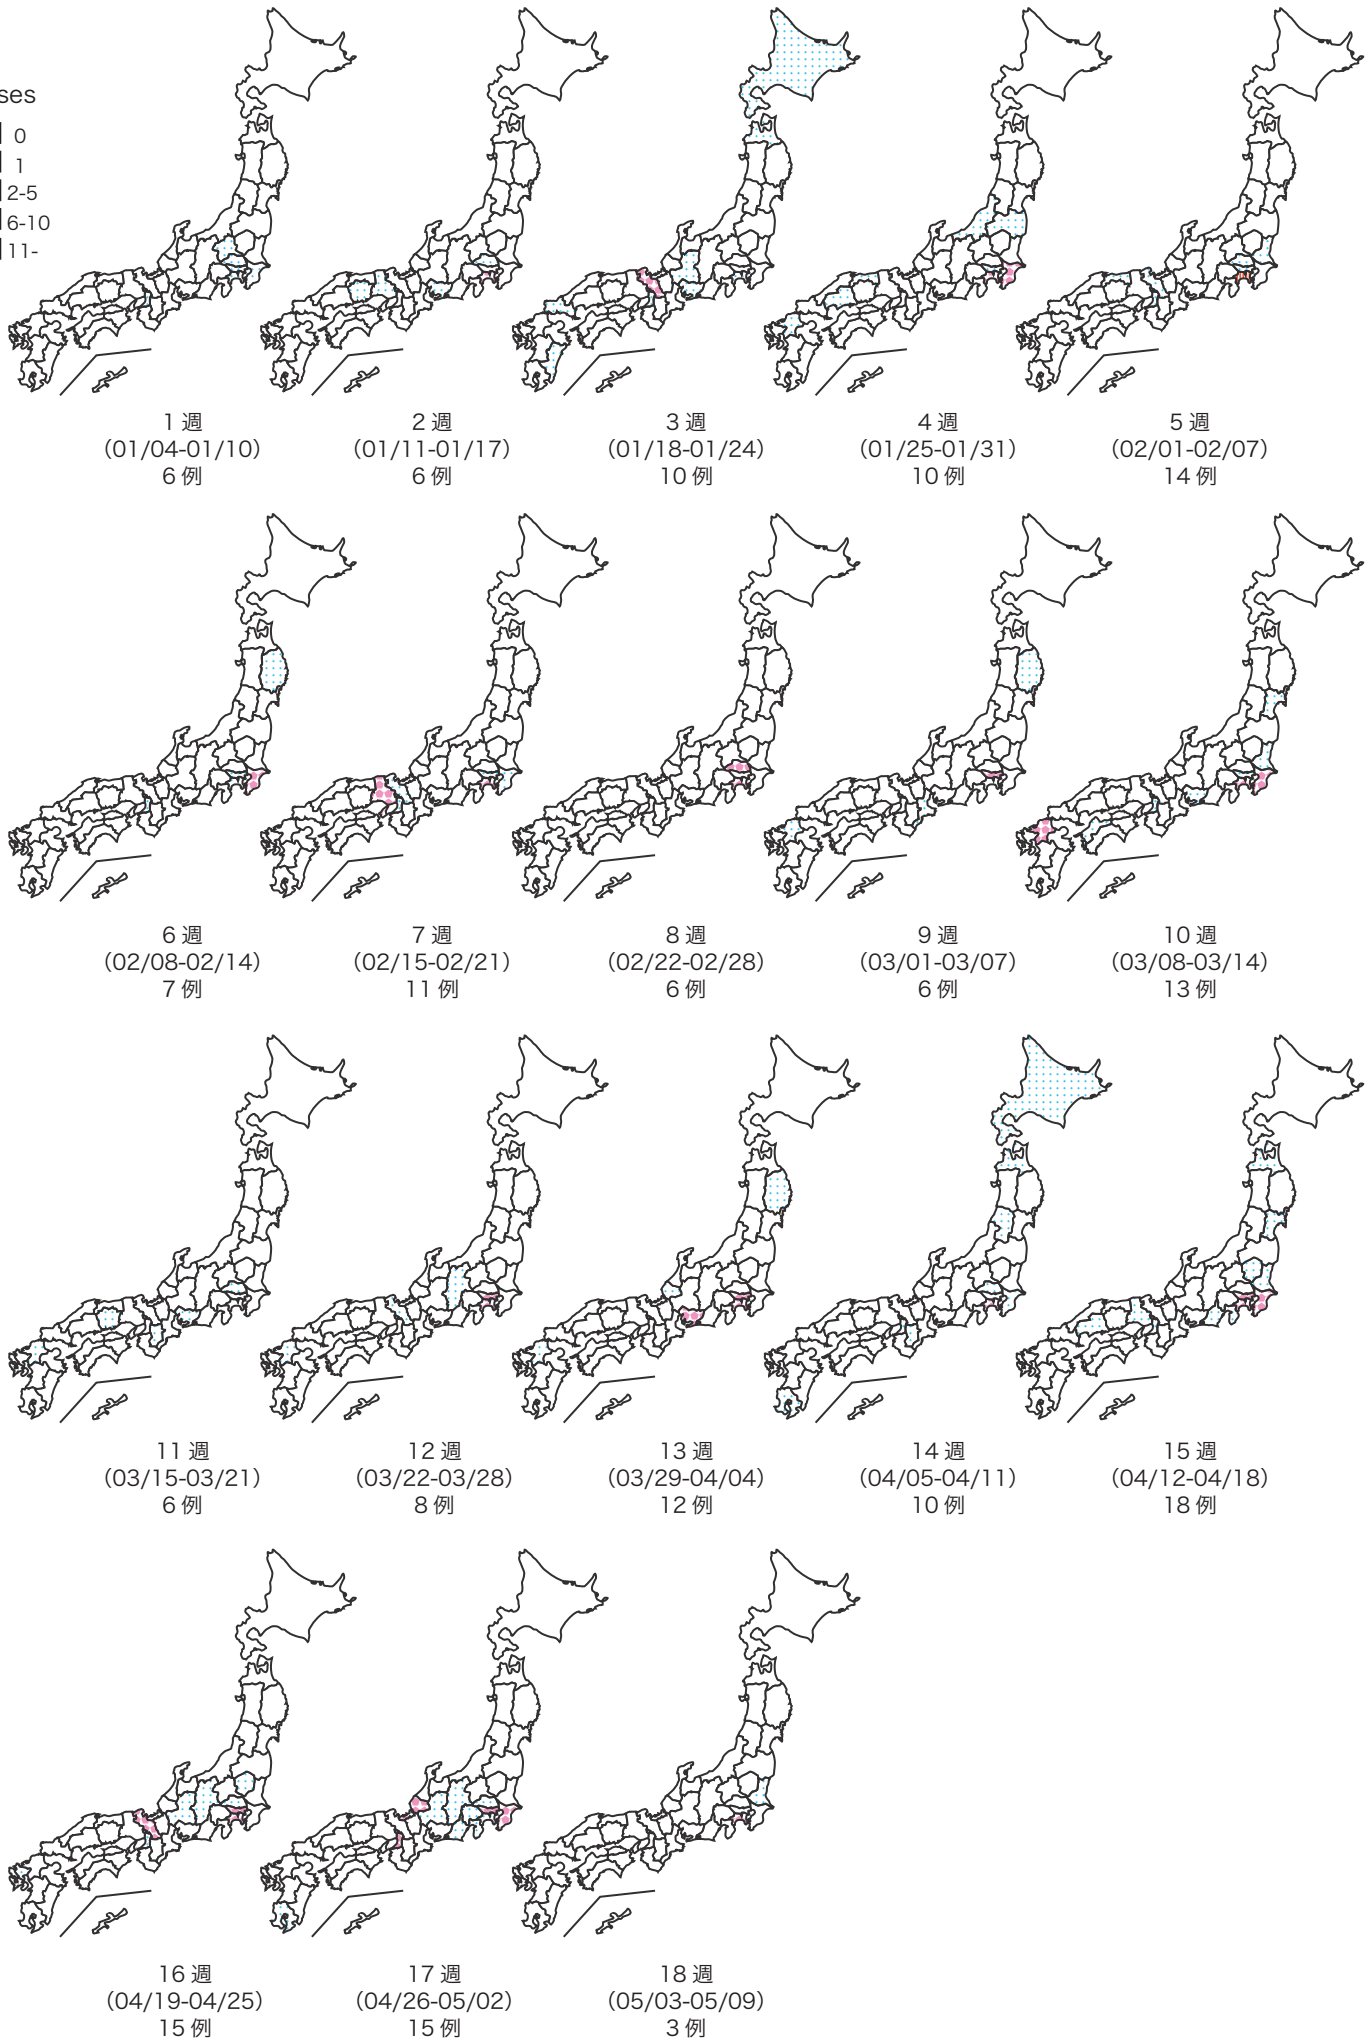 ses
0
1
2-5
6-10
11-
1 週
（01/04-01/10）
6 例
2 週
（01/11-01/17）
6 例
3 週
（01/18-01/24）
10 例
4 週
（01/25-01/31）
10 例
5 週
（02/01-02/07）
14 例
6 週
（02/08-02/14）
7 例
7 週
（02/15-02/21）
11 例
8 週
（02/22-02/28）
6 例
9 週
（03/01-03/07）
6 例
10 週
（03/08-03/14）
13 例
11 週
（03/15-03/21）
6 例
12 週
（03/22-03/28）
8 例
13 週
（03/29-04/04）
12 例
14 週
（04/05-04/11）
10 例
15 週
（04/12-04/18）
18 例
16 週
（04/19-04/25）
15 例
17 週
（04/26-05/02）
15 例
18 週
（05/03-05/09）
3 例